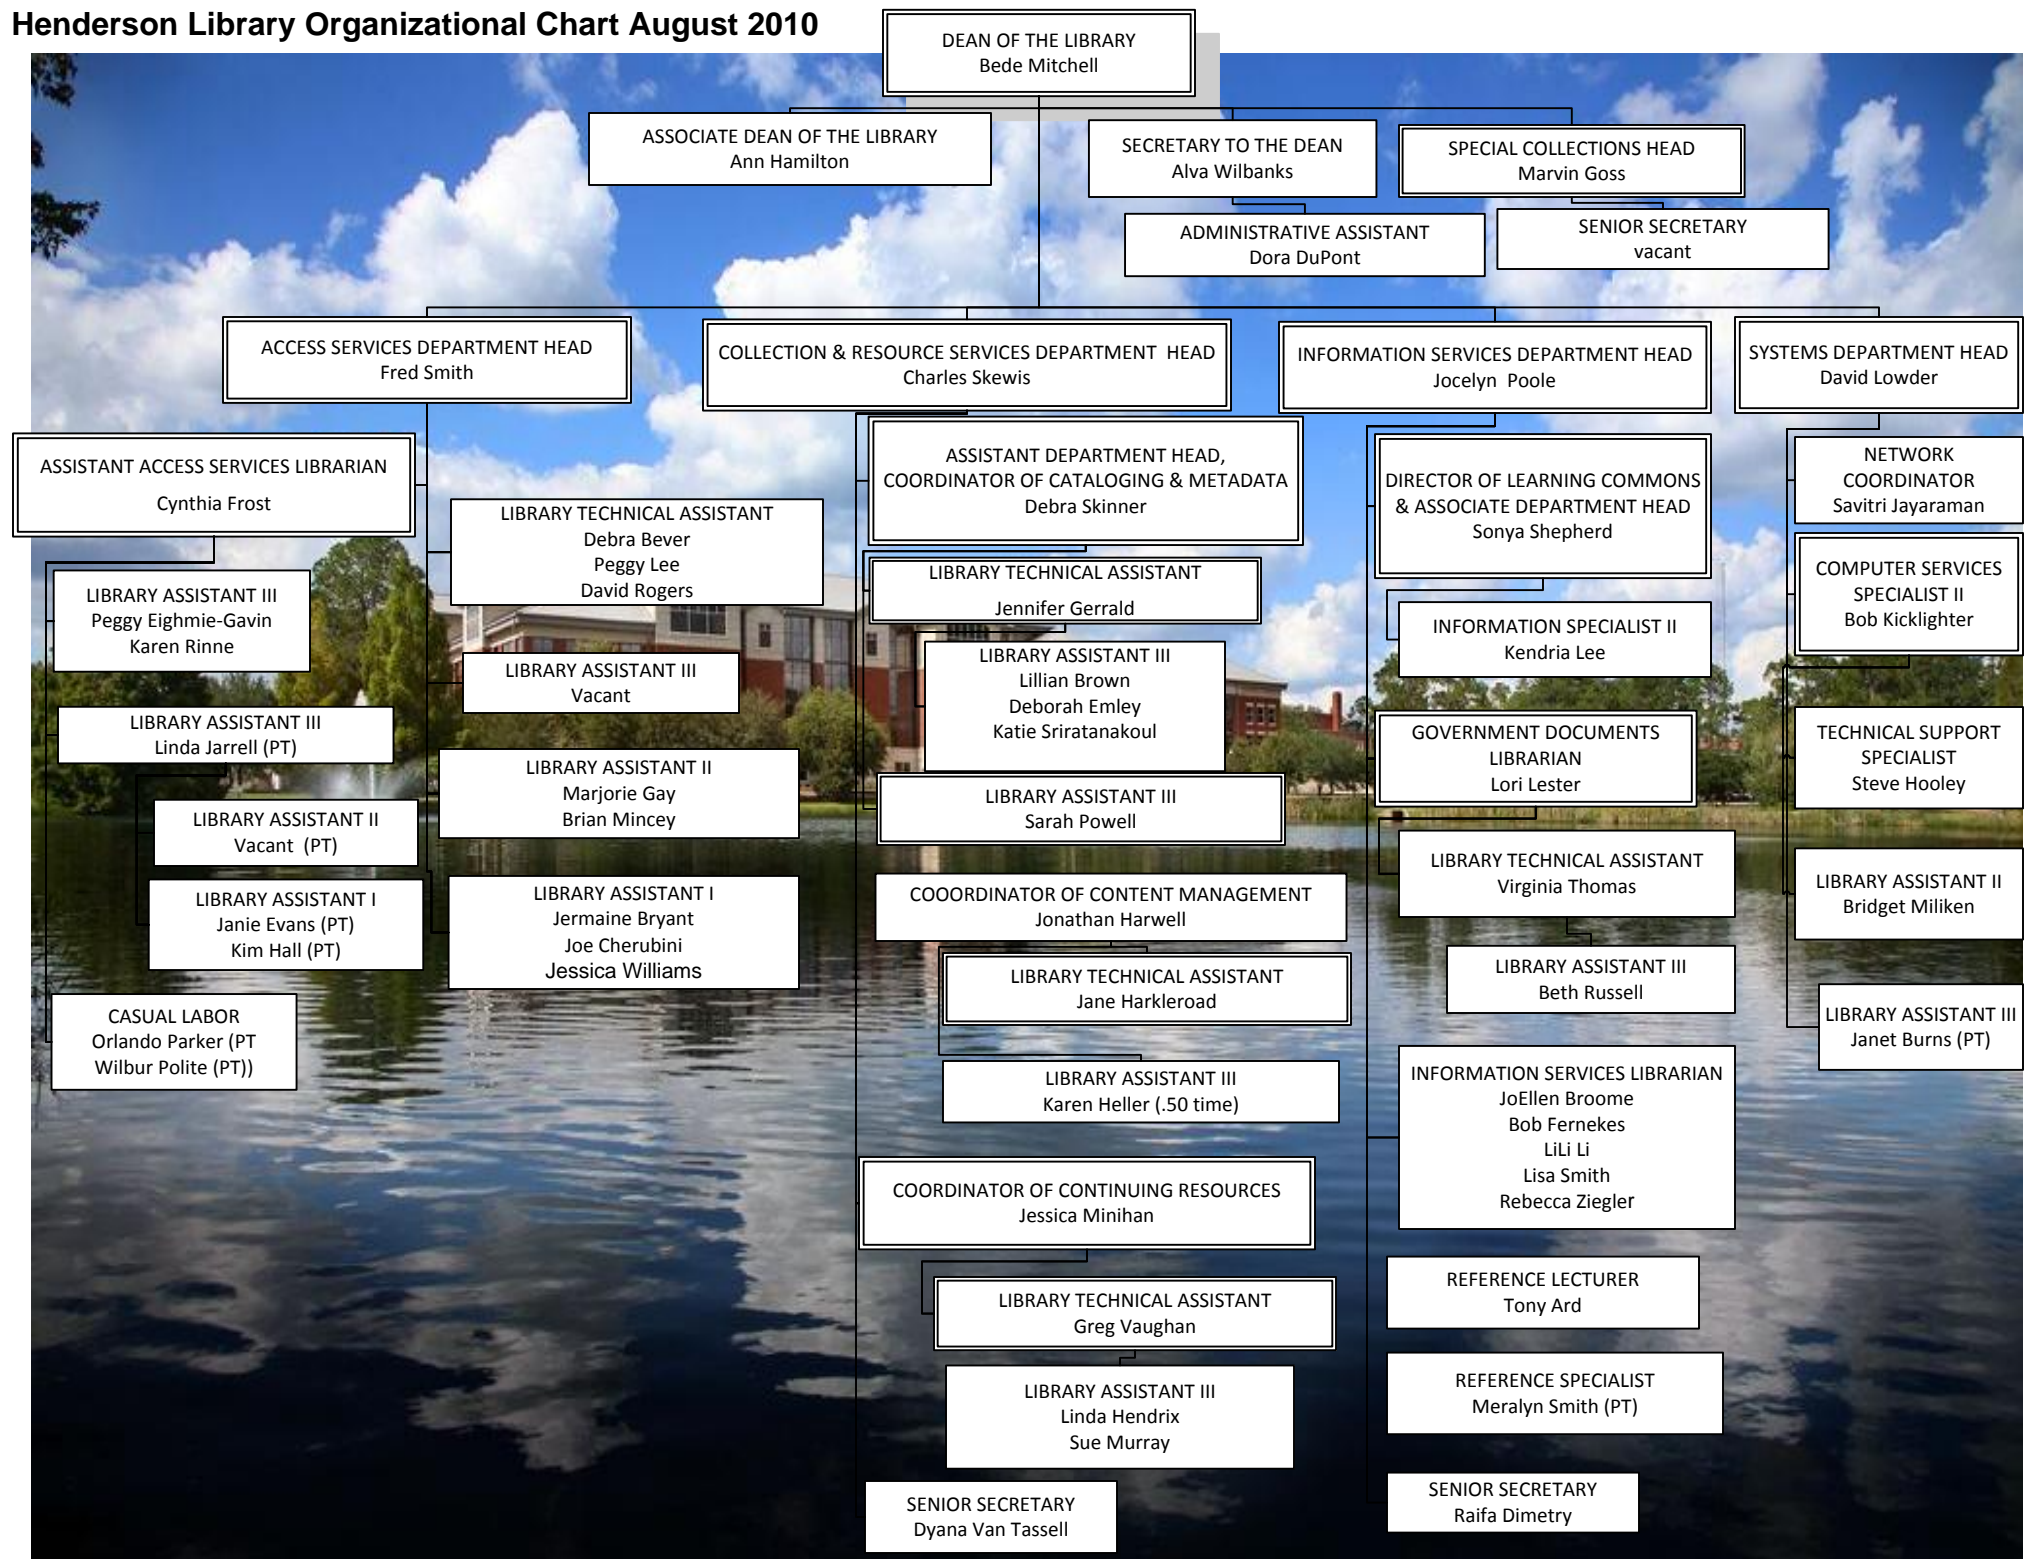 Henderson Library Organizational Chart August 2010
DEAN OF THE LIBRARY
Bede Mitchell
ASSOCIATE DEAN OF THE LIBRARY
Ann Hamilton
SECRETARY TO THE DEAN
Alva Wilbanks
SPECIAL COLLECTIONS HEAD
Marvin Goss
ADMINISTRATIVE ASSISTANT
Dora DuPont
SENIOR SECRETARY
vacant
ACCESS SERVICES DEPARTMENT HEAD
Fred Smith
ASSISTANT ACCESS SERVICES LIBRARIAN
Cynthia Frost
LIBRARY ASSISTANT III
Peggy Eighmie-Gavin
Karen Rinne
LIBRARY ASSISTANT III
Linda Jarrell (PT)
LIBRARY ASSISTANT II
Vacant  (PT)
LIBRARY ASSISTANT I
Janie Evans (PT)
Kim Hall (PT)
CASUAL LABOR
Orlando Parker (PT
Wilbur Polite (PT))
LIBRARY TECHNICAL ASSISTANT
Debra Bever
Peggy Lee
David Rogers
LIBRARY ASSISTANT III
Vacant
LIBRARY ASSISTANT II
Marjorie Gay
Brian Mincey
LIBRARY ASSISTANT I
Jermaine Bryant
Joe Cherubini
Jessica Williams
COLLECTION & RESOURCE SERVICES DEPARTMENT  HEAD
Charles Skewis
ASSISTANT DEPARTMENT HEAD,
COORDINATOR OF CATALOGING & METADATA
Debra Skinner
LIBRARY TECHNICAL ASSISTANT
Jennifer Gerrald
LIBRARY ASSISTANT III
Lillian Brown
Deborah Emley
Katie Sriratanakoul
LIBRARY ASSISTANT III
Sarah Powell
COOORDINATOR OF CONTENT MANAGEMENT
Jonathan Harwell
LIBRARY TECHNICAL ASSISTANT
Jane Harkleroad
LIBRARY ASSISTANT III
Karen Heller (.50 time)
COORDINATOR OF CONTINUING RESOURCES
Jessica Minihan
LIBRARY TECHNICAL ASSISTANT
Greg Vaughan
LIBRARY ASSISTANT III
Linda Hendrix
Sue Murray
SENIOR SECRETARY
Dyana Van Tassell
INFORMATION SERVICES DEPARTMENT HEAD
Jocelyn  Poole
DIRECTOR OF LEARNING COMMONS
& ASSOCIATE DEPARTMENT HEAD
Sonya Shepherd
INFORMATION SPECIALIST II
Kendria Lee
GOVERNMENT DOCUMENTS
LIBRARIAN
Lori Lester
LIBRARY TECHNICAL ASSISTANT
Virginia Thomas
LIBRARY ASSISTANT III
Beth Russell
INFORMATION SERVICES LIBRARIAN
JoEllen Broome
Bob Fernekes
LiLi Li
Lisa Smith
Rebecca Ziegler
REFERENCE LECTURER
Tony Ard
REFERENCE SPECIALIST
Meralyn Smith (PT)
SENIOR SECRETARY
Raifa Dimetry
SYSTEMS DEPARTMENT HEAD
David Lowder
NETWORK
COORDINATOR
Savitri Jayaraman
COMPUTER SERVICES
SPECIALIST II
Bob Kicklighter
TECHNICAL SUPPORT
SPECIALIST
Steve Hooley
LIBRARY ASSISTANT II
Bridget Miliken
LIBRARY ASSISTANT III
Janet Burns (PT)